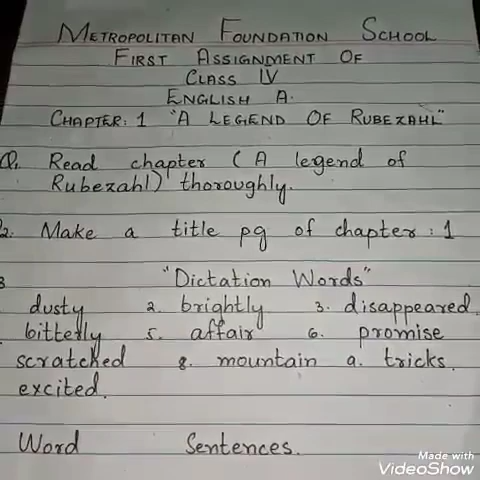 METROPOLITAN FOUNDATION SCHOOL
FIRST ASSIGNMENT OF
CLASS IV
ENGLISH A.
CHAPTER: 1 "A LEGEND OF RUBEZAHL"
Q1. Read chapter (A legend of
Rubezahl) thoroughly.
2. Make a title pg of chapter : 1
3 "Dictation Words"
dusty 2. brightly 3. disappeared.
bitterly 5. affair 6. promise
scratched 8. mountain 9. tricks.
excited.
Word Sentences.
Made with
VideoShow